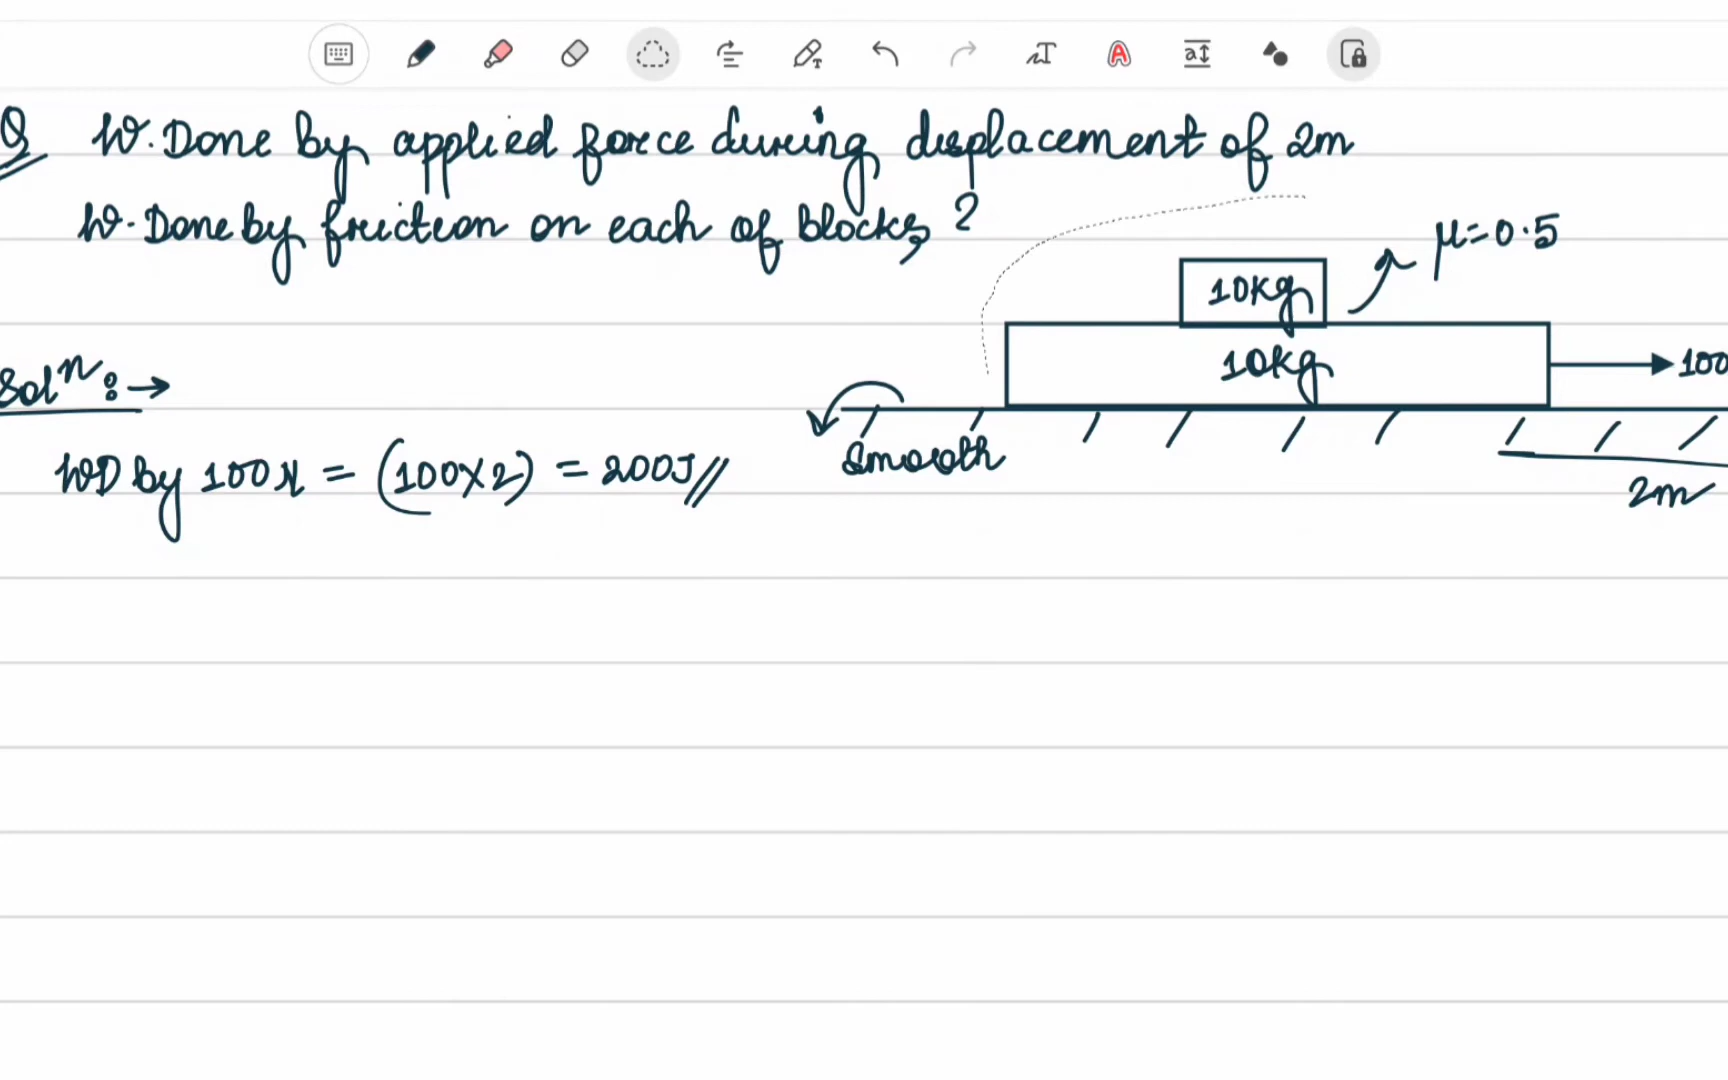 Q W.Done by applied force during displacement of 2m
W.Done by friction on each of blocks ?
μ=0.5
10kg
10kg
100
Solⁿ:→
Smooth
WD by 100N = (100×2) = 200J//
2m